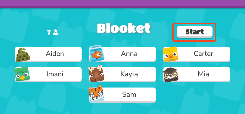 7
Blooket
Start
Aiden
Anna
Carter
Imani
Kayla
Mia
Sam